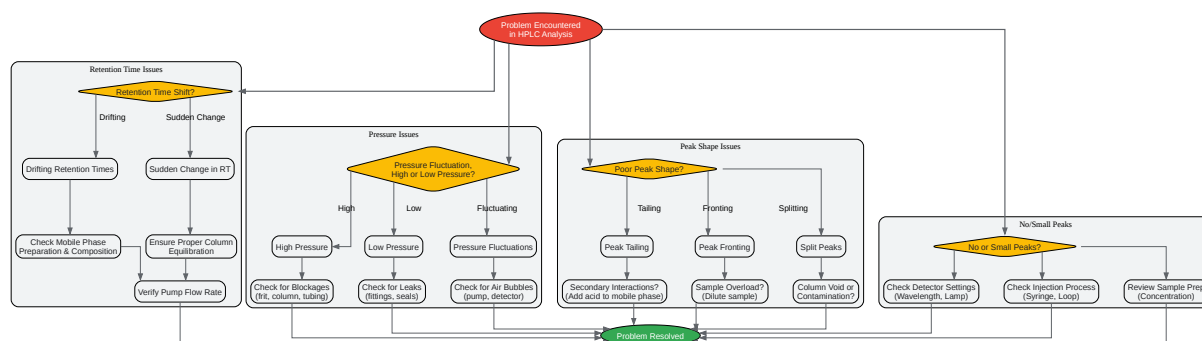 Problem Encountered
in HPLC Analysis
Retention Time Issues
Retention Time Shift?
Drifting
Sudden Change
Drifting Retention Times
Sudden Change in RT
Check Mobile Phase
Preparation & Composition
Ensure Proper Column
Equilibration
Verify Pump Flow Rate
Pressure Issues
Pressure Fluctuation,
High or Low Pressure?
High
Low
Fluctuating
High Pressure
Low Pressure
Pressure Fluctuations
Check for Blockages
(frit, column, tubing)
Check for Leaks
(fittings, seals)
Check for Air Bubbles
(pump, detector)
Peak Shape Issues
Poor Peak Shape?
Tailing
Fronting
Splitting
Peak Tailing
Peak Fronting
Split Peaks
Secondary Interactions?
(Add acid to mobile phase)
Sample Overload?
(Dilute sample)
Column Void or
Contamination?
No/Small Peaks
No or Small Peaks?
Check Detector Settings
(Wavelength, Lamp)
Check Injection Process
(Syringe, Loop)
Review Sample Prep
(Concentration)
Problem Resolved